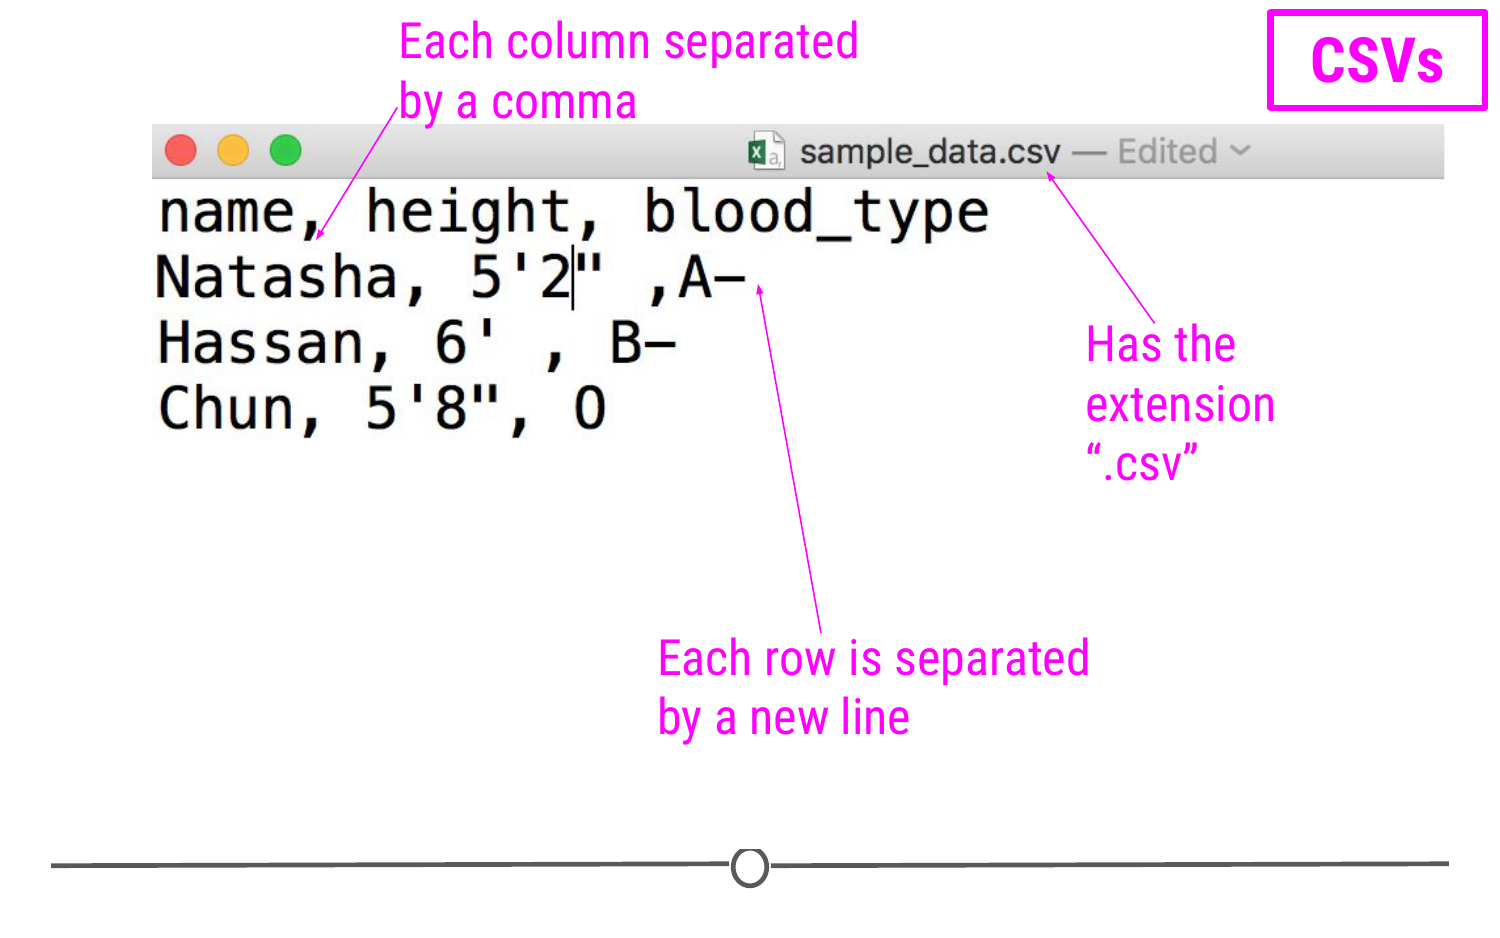 Each column separated
by a comma
CSVs
sample_data.csv — Edited
name, height, blood_type
Natasha, 5'2" ,A-
Hassan, 6' , B-
Chun, 5'8", O
Has the
extension
“.csv”
Each row is separated
by a new line